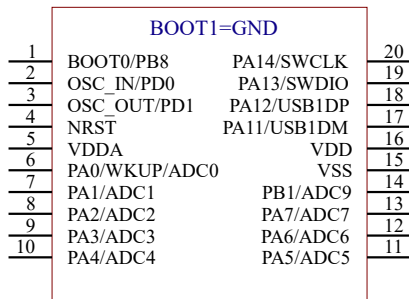 BOOT1=GND
1 BOOT0/PB8 PA14/SWCLK 20
2 OSC_IN/PD0 PA13/SWDIO 19
3 OSC_OUT/PD1 PA12/USB1DP 18
4 NRST PA11/USB1DM 17
5 VDDA VDD 16
6 PA0/WKUP/ADC0 VSS 15
7 PA1/ADC1 PB1/ADC9 14
8 PA2/ADC2 PA7/ADC7 13
9 PA3/ADC3 PA6/ADC6 12
10 PA4/ADC4 PA5/ADC5 11